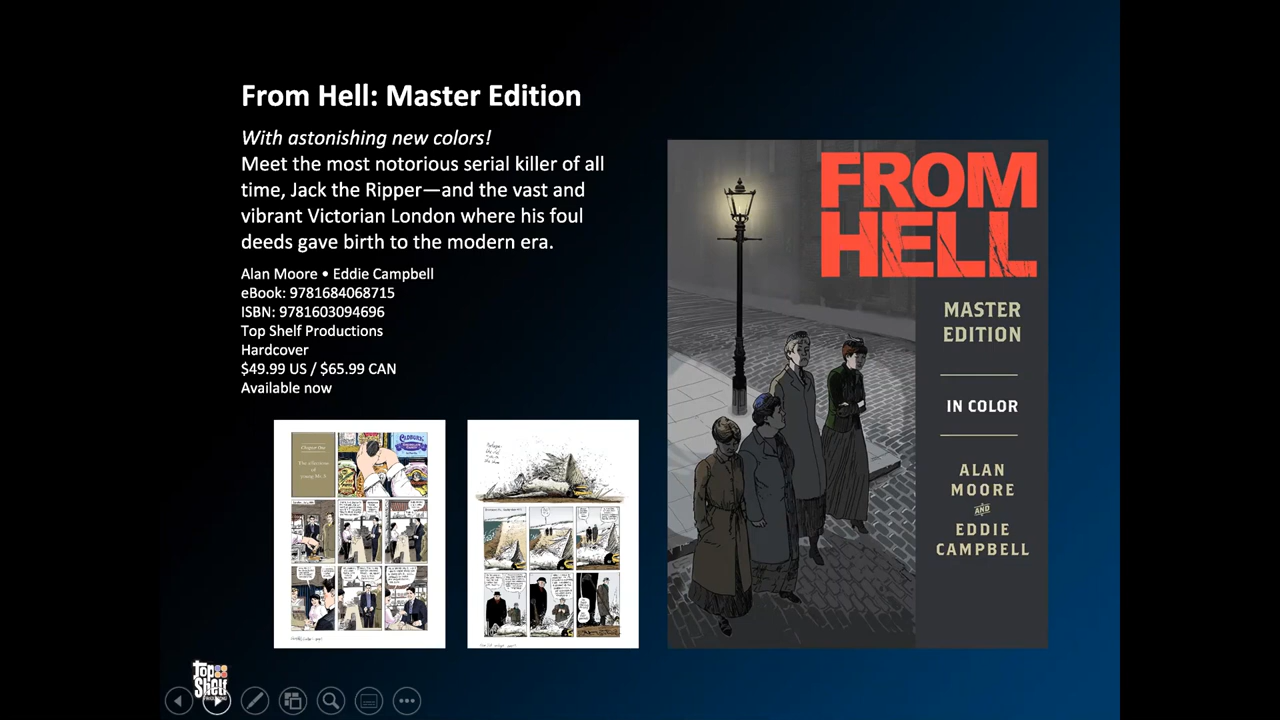 From Hell: Master Edition
With astonishing new colors!
Meet the most notorious serial killer of all
time, Jack the Ripper—and the vast and
vibrant Victorian London where his foul
deeds gave birth to the modern era.
Alan Moore • Eddie Campbell
eBook: 9781684068715
ISBN: 9781603094696
Top Shelf Productions
Hardcover
$49.99 US / $65.99 CAN
Available now
FROM
HELL
MASTER
EDITION
IN COLOR
ALAN
MOORE
AND
EDDIE
CAMPBELL
Top
Shelf